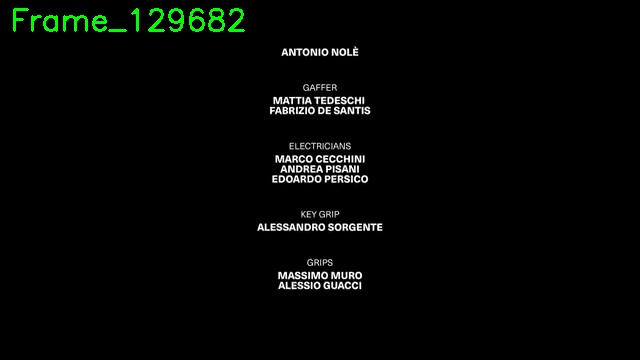 Frame_129682
ANTONIO NOLÈ
GAFFER
MATTIA TEDESCHI
FABRIZIO DE SANTIS
ELECTRICIANS
MARCO CECCHINI
ANDREA PISANI
EDOARDO PERSICO
KEY GRIP
ALESSANDRO SORGENTE
GRIPS
MASSIMO MURO
ALESSIO GUACCI